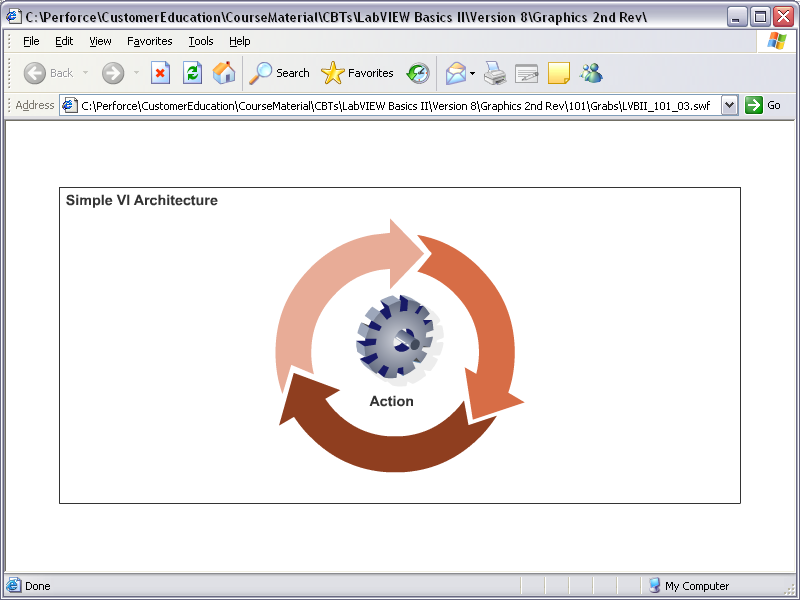 C:\Perforce\CustomerEducation\CourseMaterial\CBTs\LabVIEW Basics II\Version 8\Graphics 2nd Rev\
File Edit View Favorites Tools Help
Back Search Favorites
Address C:\Perforce\CustomerEducation\CourseMaterial\CBTs\LabVIEW Basics II\Version 8\Graphics 2nd Rev\101\Grabs\LVBII_101_03.swf Go
Simple VI Architecture
Action
Done My Computer